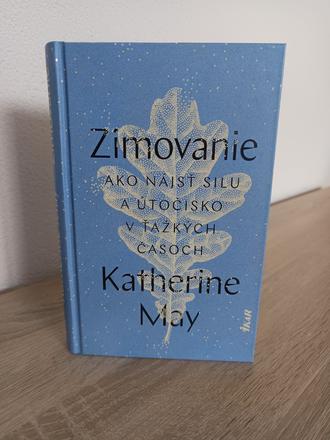 Zimovanie
AKO NÁJSŤ SILU
A ÚTOČISKO
V ŤAŽKÝCH
ČASOCH
Katherine
May
IKAR